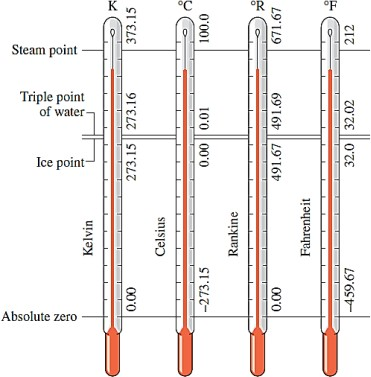 K °C °R °F
Steam point
373.15 100.0 671.67 212
Triple point
of water
273.16 0.01 491.69 32.02
Ice point
273.15 0.00 491.67 32.0
Kelvin Celsius Rankine Fahrenheit
Absolute zero
0.00 −273.15 0.00 −459.67